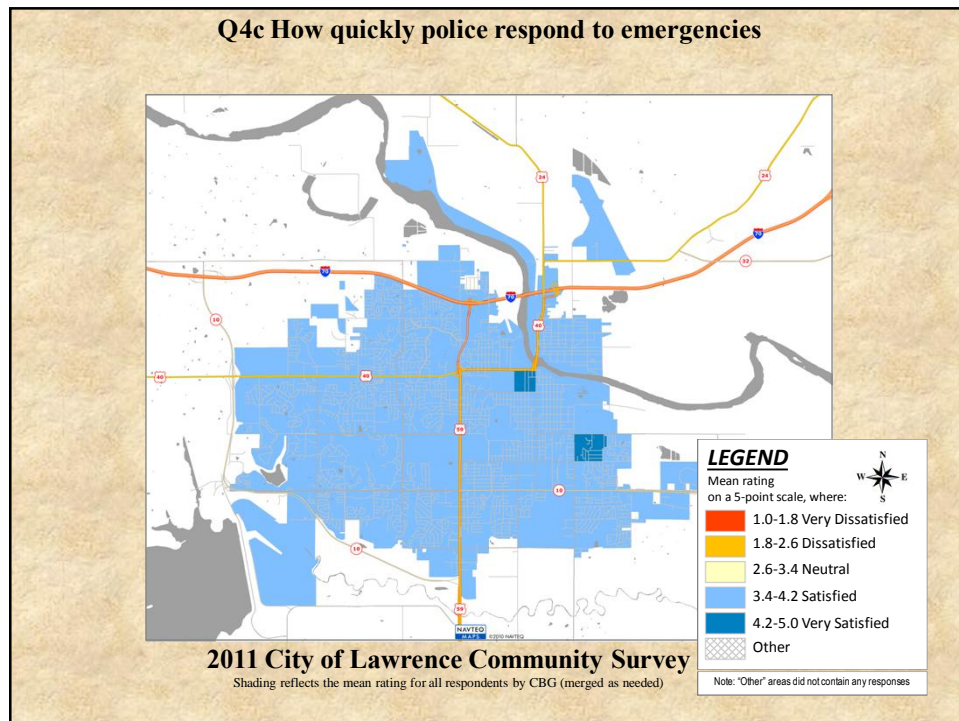 Q4c How quickly police respond to emergencies
24
24
70
32
70
70
10
40
40
40
59
10
10
59
NAVTEQ
MAPS
©2010 NAVTEQ
LEGEND
N
W
E
S
Mean rating
on a 5-point scale, where:
1.0-1.8 Very Dissatisfied
1.8-2.6 Dissatisfied
2.6-3.4 Neutral
3.4-4.2 Satisfied
4.2-5.0 Very Satisfied
Other
Note: "Other" areas did not contain any responses
2011 City of Lawrence Community Survey
Shading reflects the mean rating for all respondents by CBG (merged as needed)